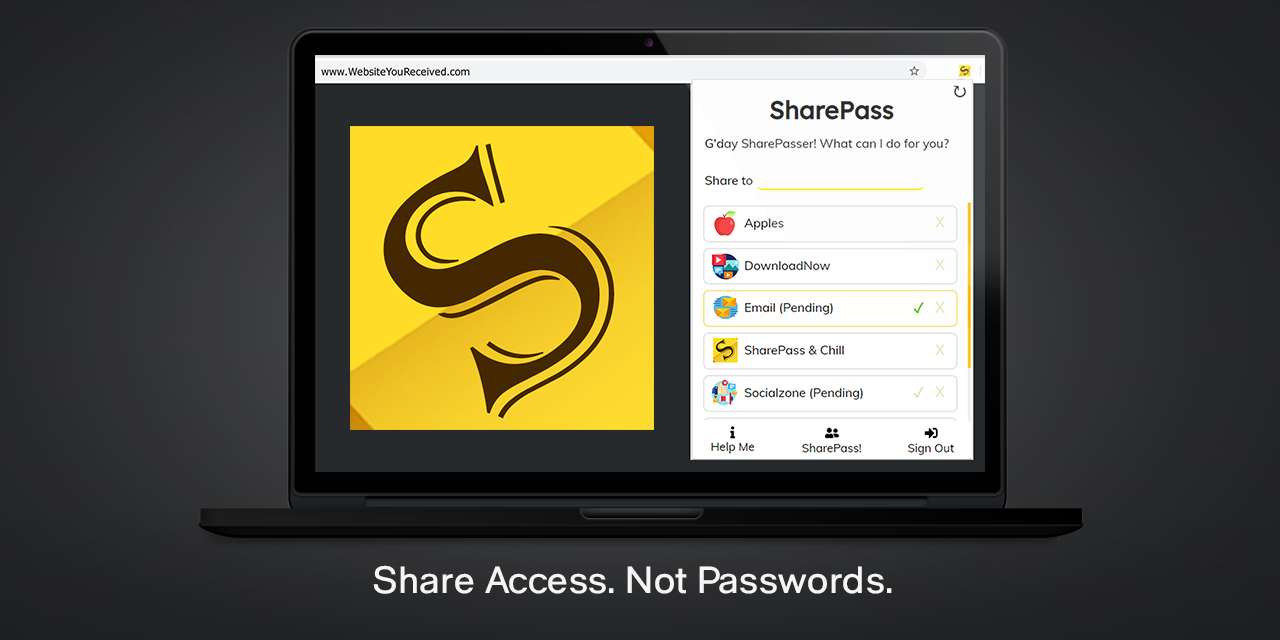 www.WebsiteYouReceived.com
S
SharePass
G'day SharePasser! What can I do for you?
Share to
Apples
X
DownloadNow
X
Email (Pending)
✓ X
SharePass & Chill
X
Socialzone (Pending)
✓ X
Help Me
SharePass!
Sign Out
Share Access. Not Passwords.